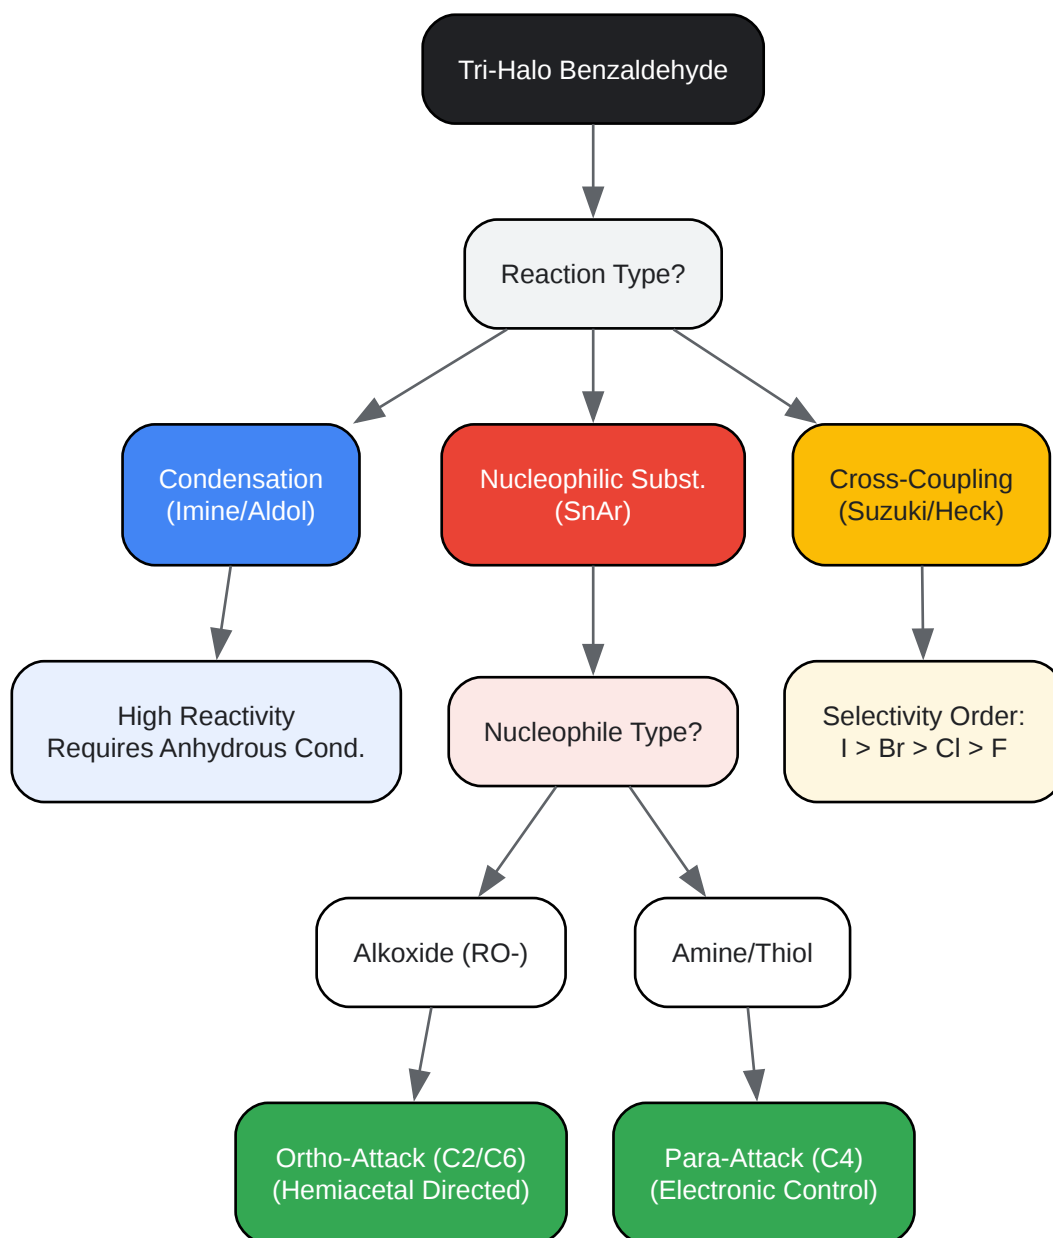 Tri-Halo Benzaldehyde
Reaction Type?
Condensation
(Imine/Aldol)
Nucleophilic Subst.
(SnAr)
Cross-Coupling
(Suzuki/Heck)
High Reactivity
Requires Anhydrous Cond.
Nucleophile Type?
Selectivity Order:
I > Br > Cl > F
Alkoxide (RO-)
Amine/Thiol
Ortho-Attack (C2/C6)
(Hemiacetal Directed)
Para-Attack (C4)
(Electronic Control)